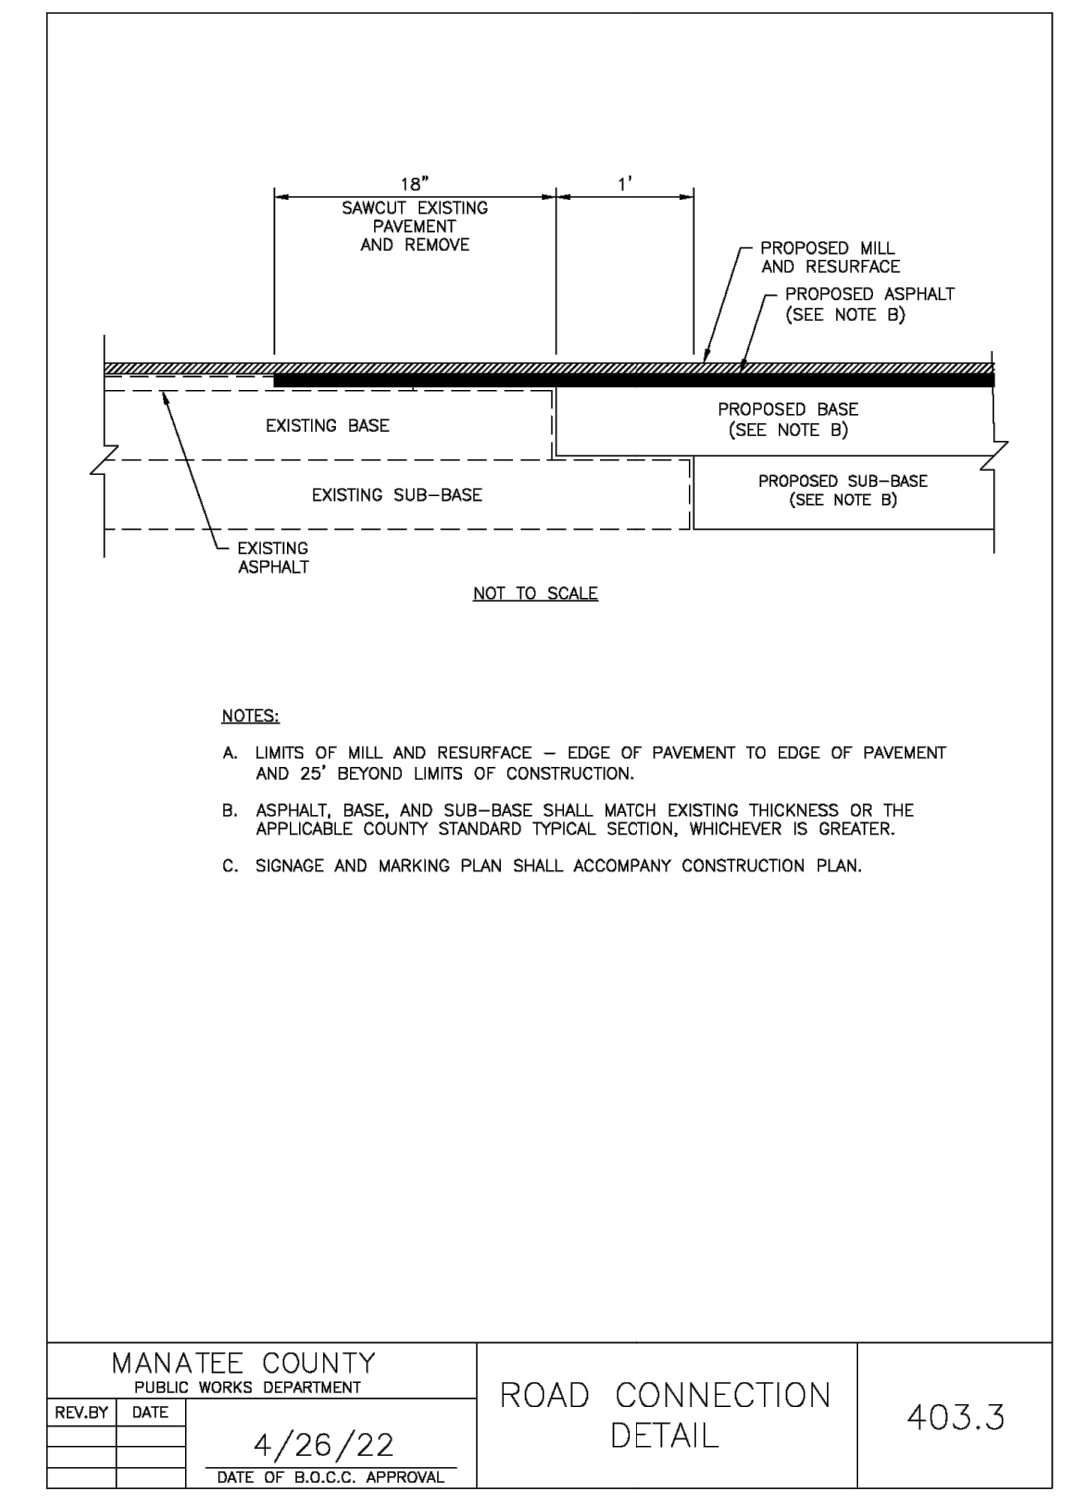 18"
SAWCUT EXISTING
PAVEMENT
AND REMOVE
1'
PROPOSED MILL
AND RESURFACE
PROPOSED ASPHALT
(SEE NOTE B)
EXISTING BASE
PROPOSED BASE
(SEE NOTE B)
EXISTING SUB-BASE
PROPOSED SUB-BASE
(SEE NOTE B)
EXISTING
ASPHALT
NOT TO SCALE
NOTES:
A. LIMITS OF MILL AND RESURFACE - EDGE OF PAVEMENT TO EDGE OF PAVEMENT
AND 25' BEYOND LIMITS OF CONSTRUCTION.
B. ASPHALT, BASE, AND SUB-BASE SHALL MATCH EXISTING THICKNESS OR THE
APPLICABLE COUNTY STANDARD TYPICAL SECTION, WHICHEVER IS GREATER.
C. SIGNAGE AND MARKING PLAN SHALL ACCOMPANY CONSTRUCTION PLAN.
MANATEE COUNTY
PUBLIC WORKS DEPARTMENT
REV.BY DATE
4/26/22
DATE OF B.O.C.C. APPROVAL
ROAD CONNECTION
DETAIL
403.3